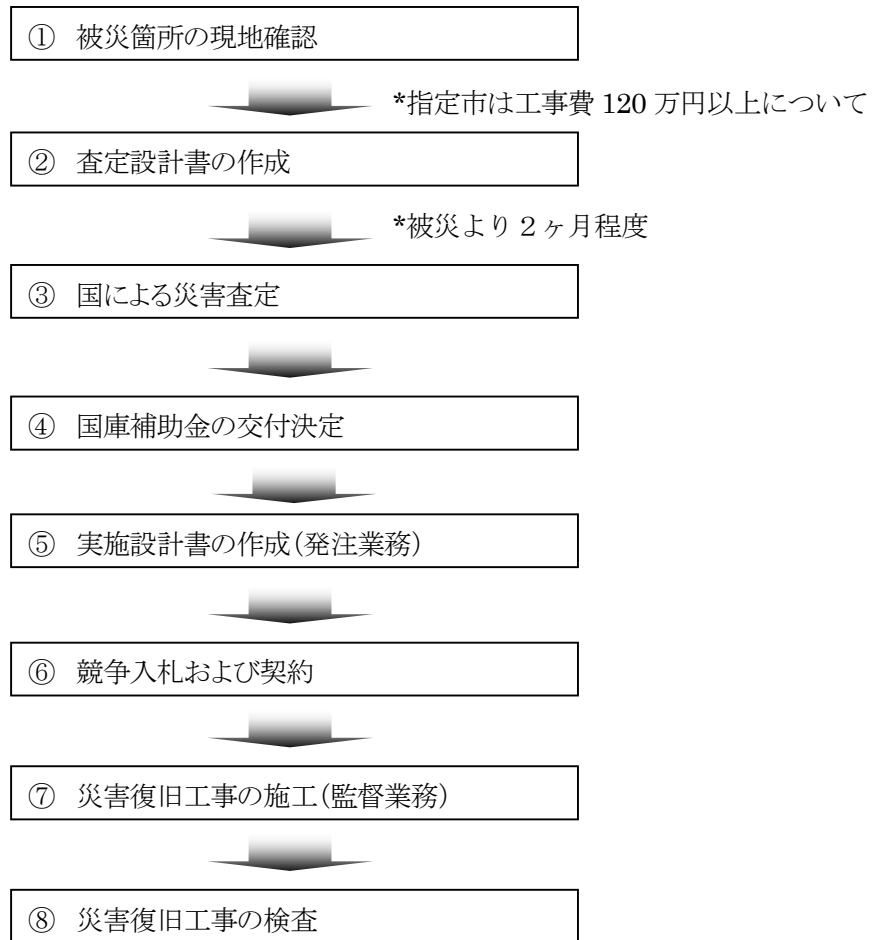 ① 被災箇所の現地確認
*指定市は工事費 120 万円以上について
② 査定設計書の作成
*被災より 2ヶ月程度
③ 国による災害査定
④ 国庫補助金の交付決定
⑤ 実施設計書の作成(発注業務)
⑥ 競争入札および契約
⑦ 災害復旧工事の施工(監督業務)
⑧ 災害復旧工事の検査